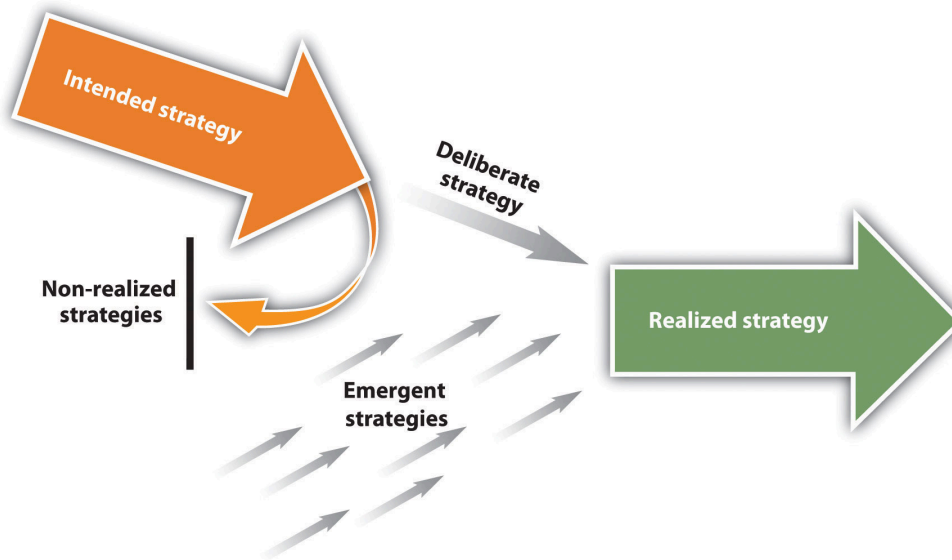 Intended strategy
Deliberate
strategy
Non-realized
strategies
Realized strategy
Emergent
strategies